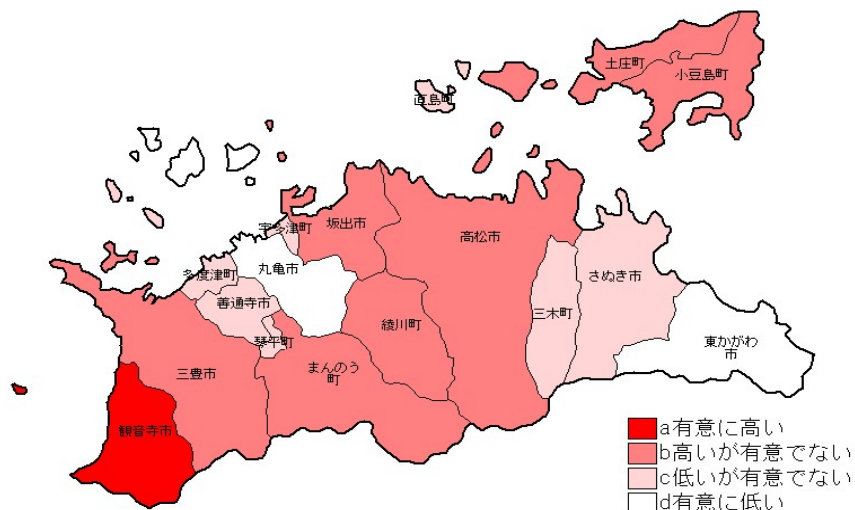 土庄町
小豆島町
直島町
宇多津町
坂出市
高松市
多度津町
丸亀市
さぬき市
善通寺市
綾川町
三木町
琴平町
東かがわ
市
三豊市
まんのう
町
観音寺市
a有意に高い
b高いが有意でない
c低いが有意でない
d有意に低い